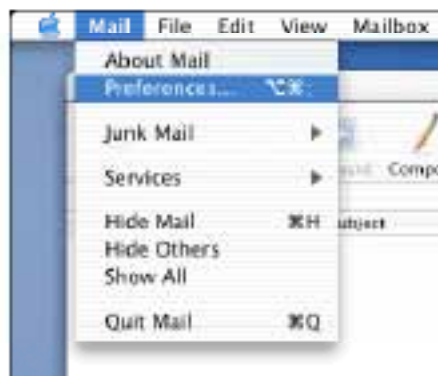 Mail File Edit View Mailbox
About Mail
Preferences... ⌥⌘;
Junk Mail
Services
Compo
Hide Mail ⌘H
ubject
Hide Others
Show All
Quit Mail ⌘Q